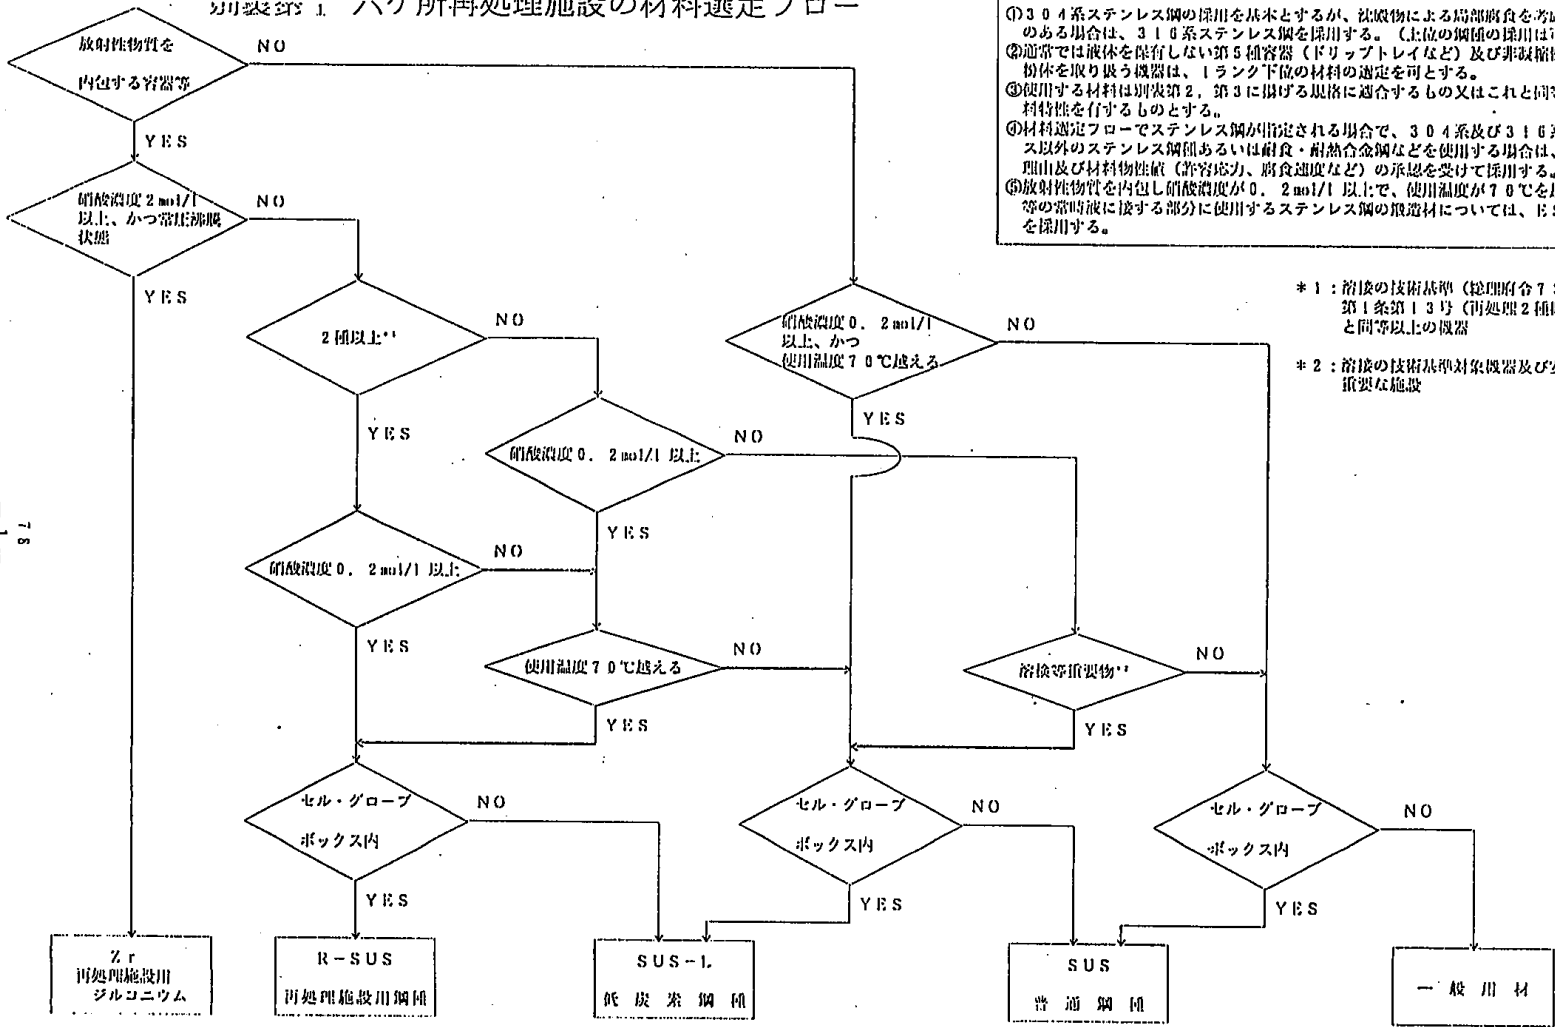 別表第1 六ケ所再処理施設の材料選定フロー
①304系ステンレス鋼の採用を基本とするが、沈殿物による局部腐食を考
のある場合は、316系ステンレス鋼を採用する。(上位の鋼種の採用は
②通常では液体を保有しない第5種容器(ドリップトレイなど)及び非凝縮
粉体を取り扱う機器は、1ランク下位の材料の選定を可とする。
③使用する材料は別表第2,第3に掲げる規格に適合するもの又はこれと同
料特性を有するものとする。
④材料選定フローでステンレス鋼が指定される場合で、304系及び316
ス以外のステンレス鋼種あるいは耐食・耐熱合金鋼などを使用する場合は、
理由及び材料物性値(許容応力、腐食速度など)の承認を受けて採用する。
⑤放射性物質を内包し硝酸濃度が0.2mol/l 以上で、使用温度が70℃を
等の常時液に接する部分に使用するステンレス鋼の鍛造材については、ES
を採用する。
*1:溶接の技術基準(総理府令73
第1条第13号(再処理2種
と同等以上の機器
*2:溶接の技術基準対象機器及び
重要な施設
放射性物質を
内包する容器等
NO
YES
硝酸濃度2mol/l
以上、かつ常圧沸騰
状態
NO
YES
2種以上*1
NO
YES
硝酸濃度0.2mol/l
以上、かつ
使用温度70℃越える
NO
YES
硝酸濃度0.2mol/l 以上
NO
YES
硝酸濃度0.2mol/l 以上
NO
YES
使用温度70℃越える
NO
YES
溶接等重要物*2
NO
YES
セル・グローブ
ボックス内
NO
YES
セル・グローブ
ボックス内
NO
YES
セル・グローブ
ボックス内
NO
YES
Zr
再処理施設用
ジルコニウム
R-SUS
再処理施設用鋼種
SUS-L
低炭素鋼種
SUS
普通鋼種
一般用材
78